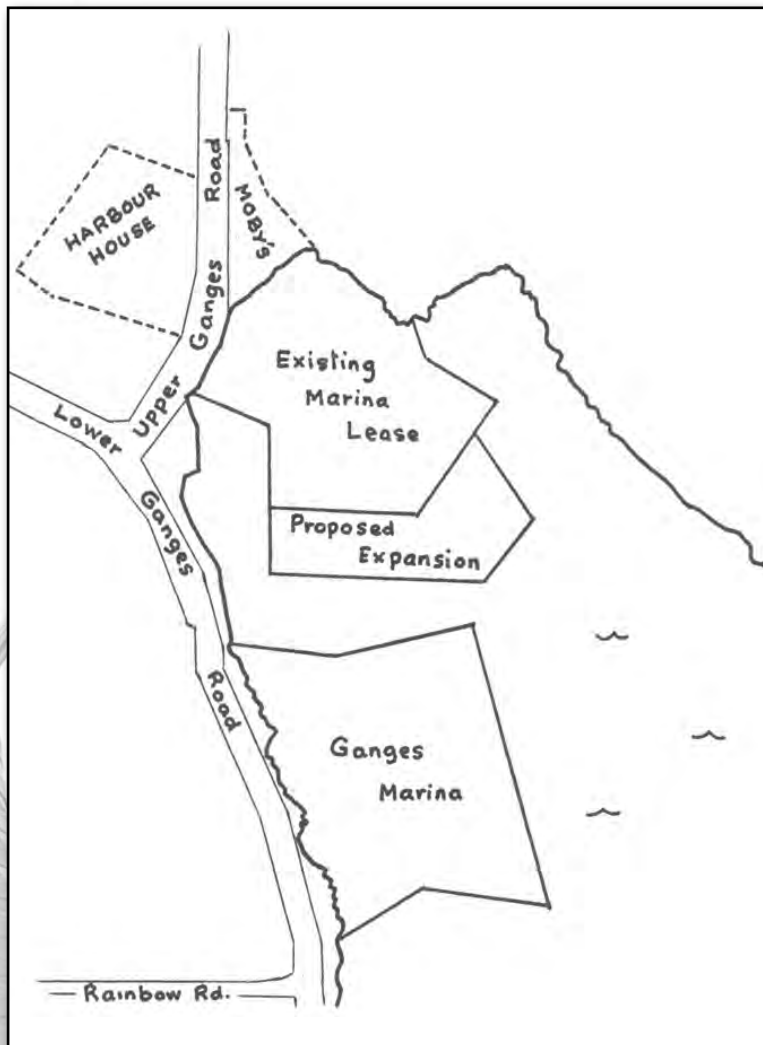 HARBOUR
HOUSE
MOBY'S
Upper Ganges Road
Existing
Marina
Lease
Lower Ganges Road
Proposed
Expansion
Ganges
Marina
Rainbow Rd.